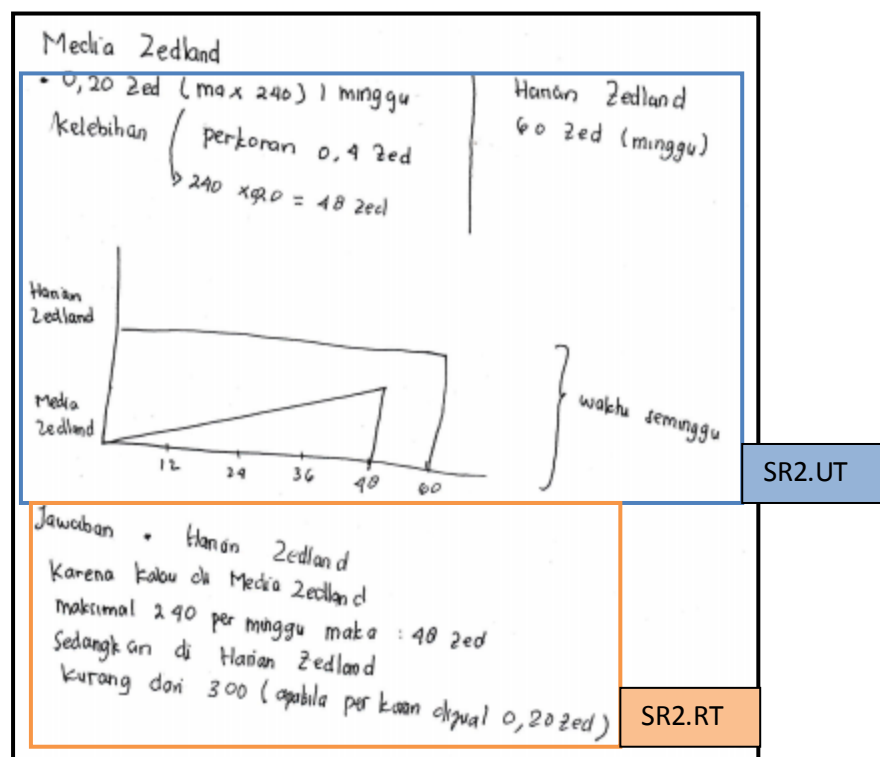 Media Zedland
• 0,20 Zed (max 240) 1 minggu
Kelebihan
perkoran 0,4 Zed
240 x 0,20 = 48 zed
Harian Zedland
60 Zed (minggu)
Harian
Zedland
Media
Zedland
12
24
36
48
60
waktu seminggu
SR2.UT
Jawaban • Harian Zedland
Karena kalau di Media Zedland
maksimal 240 per minggu maka : 48 zed
Sedangkan di Harian Zedland
kurang dari 300 (apabila per koran dijual 0,20 zed)
SR2.RT